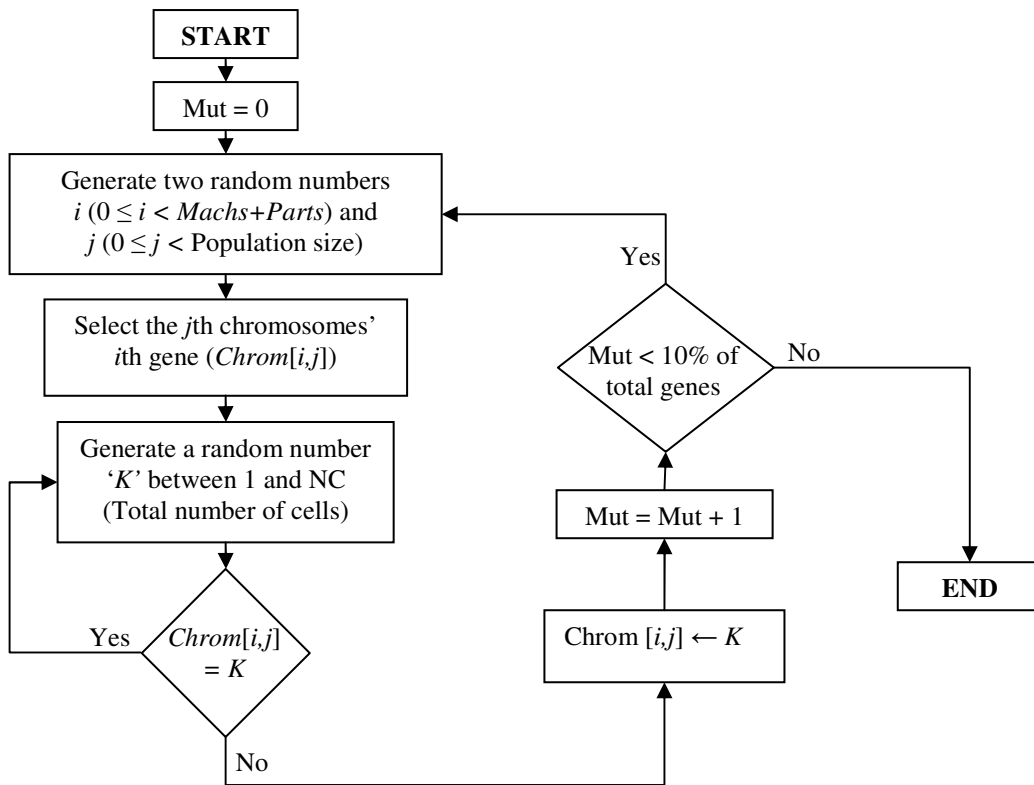 START
Mut = 0
Generate two random numbers
i (0 ≤ i < Machs+Parts) and
j (0 ≤ j < Population size)
Select the jth chromosomes’
ith gene (Chrom[i,j])
Generate a random number
‘K’ between 1 and NC
(Total number of cells)
Yes
Chrom[i,j]
= K
No
Chrom [i,j] ← K
Mut = Mut + 1
Mut < 10% of
total genes
Yes
No
END